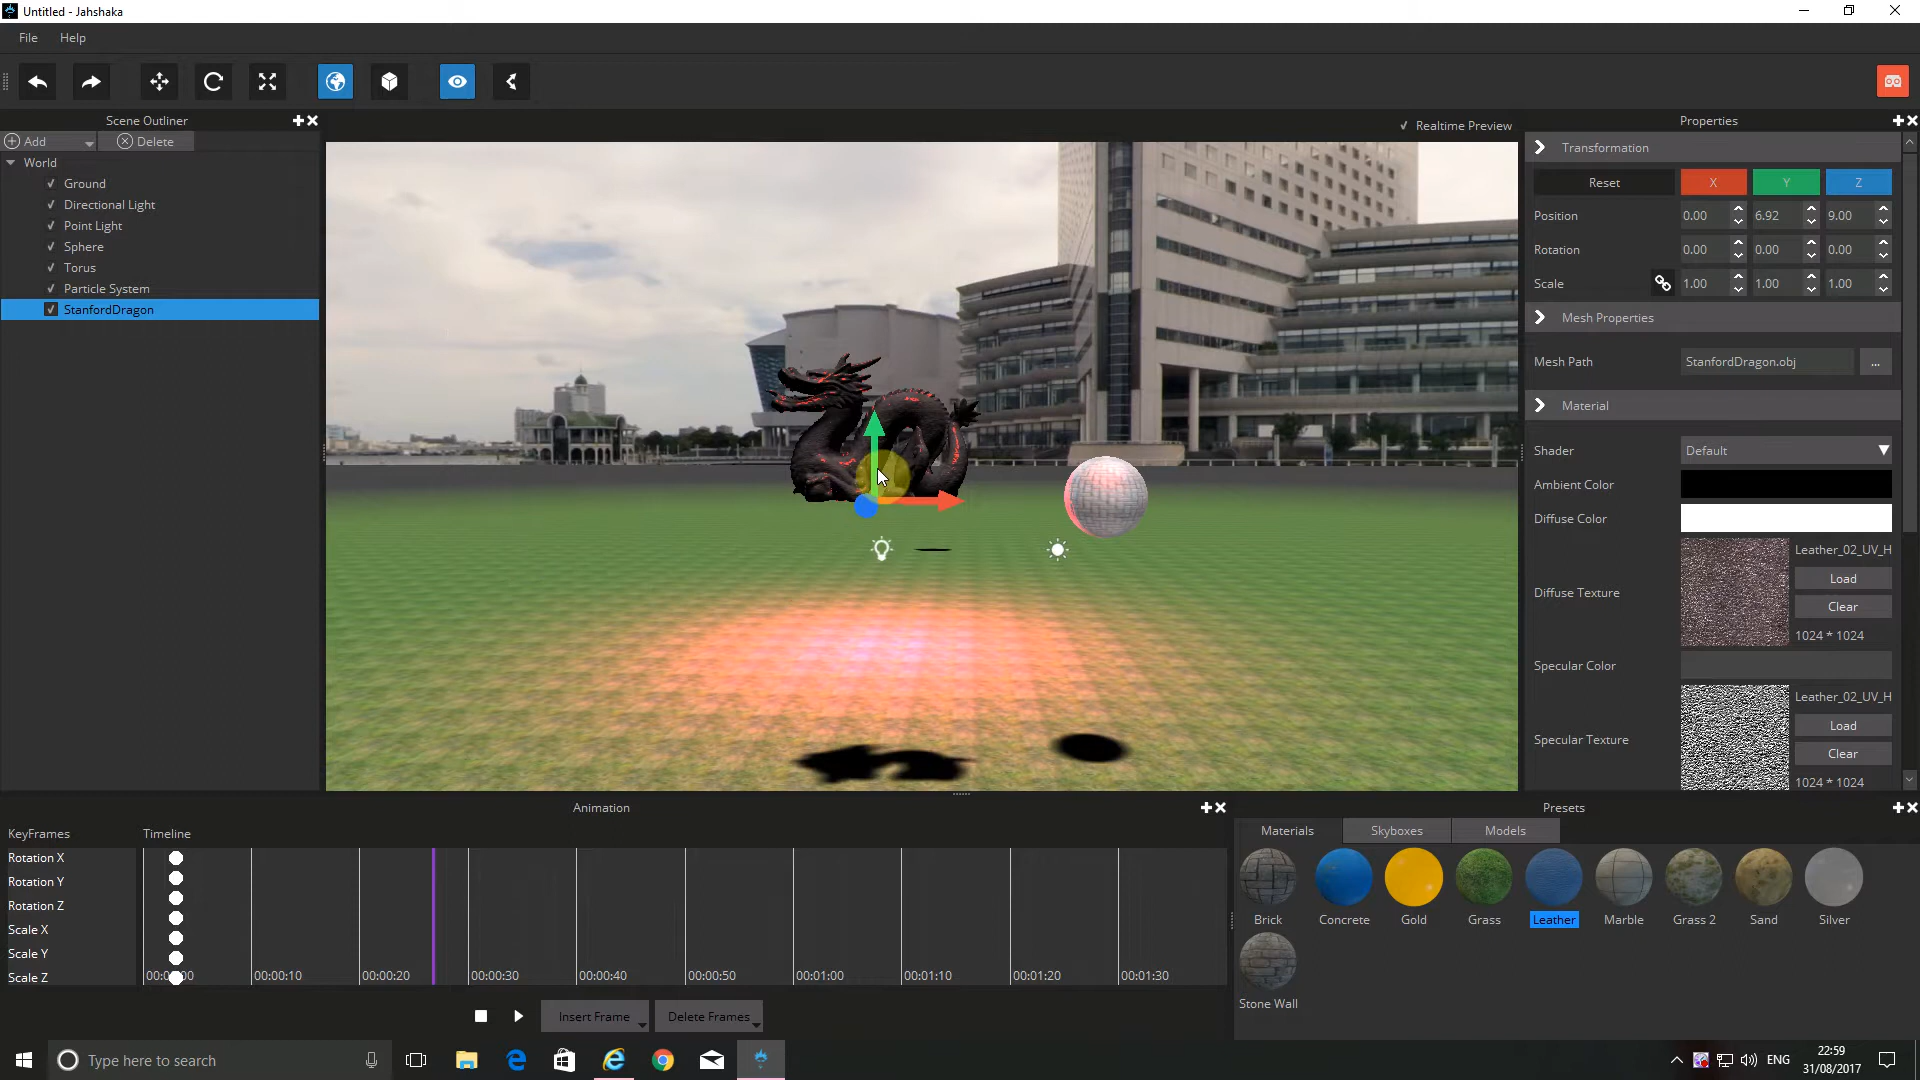 Untitled - Jahshaka
File
Help
Scene Outliner
Add
Delete
World
Ground
Directional Light
Point Light
Sphere
Torus
Particle System
StanfordDragon
Realtime Preview
Properties
Transformation
Reset X Y Z
Position 0.00 6.92 9.00
Rotation 0.00 0.00 0.00
Scale 1.00 1.00 1.00
Mesh Properties
Mesh Path StanfordDragon.obj ...
Material
Shader Default
Ambient Color
Diffuse Color
Leather_02_UV_H
Load
Diffuse Texture
Clear
1024 * 1024
Specular Color
Leather_02_UV_H
Load
Specular Texture
Clear
1024 * 1024
Animation
KeyFrames
Timeline
Rotation X
Rotation Y
Rotation Z
Scale X
Scale Y
Scale Z
00:00:10 00:00:20 00:00:30 00:00:40 00:00:50 00:01:00 00:01:10 00:01:20 00:01:30
Insert Frame
Delete Frames
Presets
Materials
Skyboxes
Models
Brick Concrete Gold Grass Leather Marble Grass 2 Sand Silver
Stone Wall
Type here to search
ENG
22:59
31/08/2017